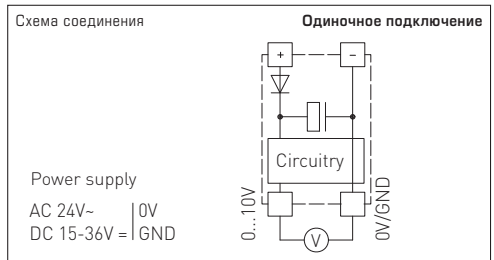 Схема соединения
Одиночное подключение
+ −
Circuitry
Power supply
AC 24V~ | 0V
DC 15-36V = | GND
0...10V
0V/GND
V